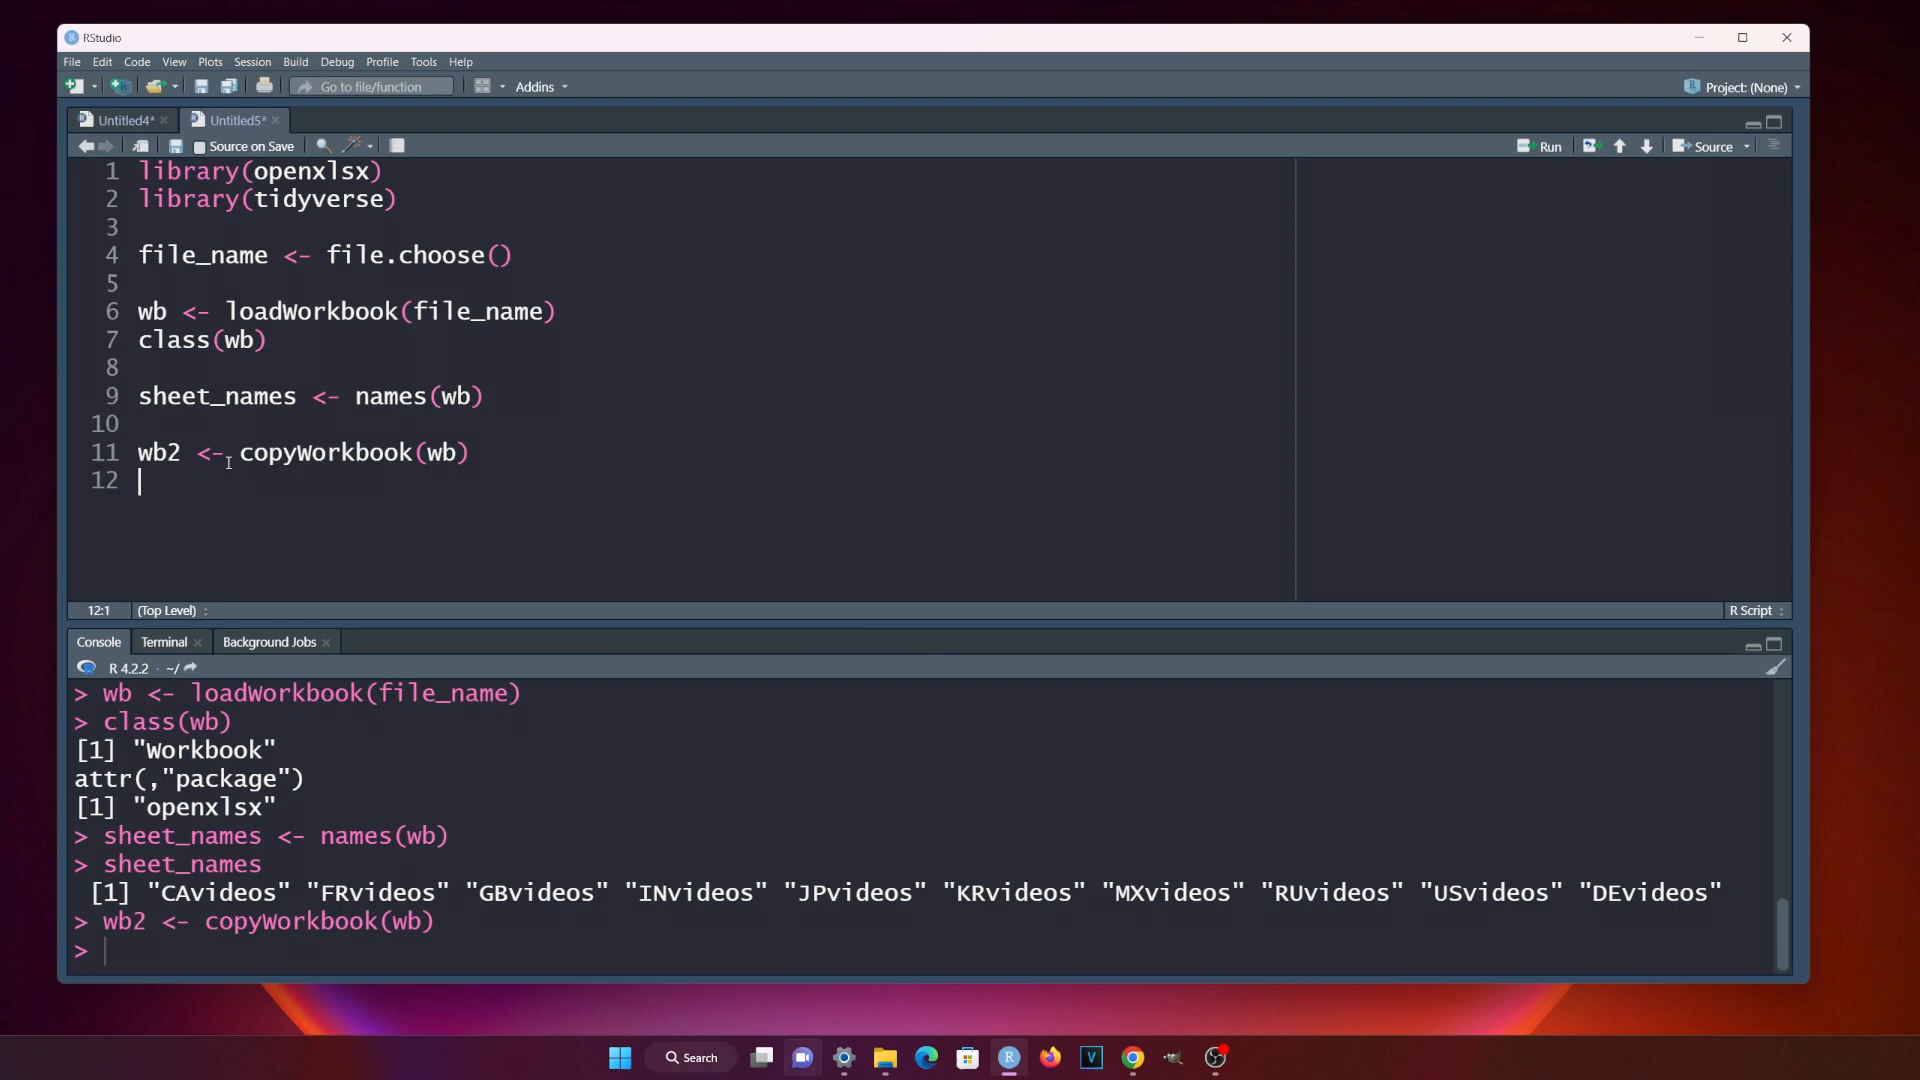 RStudio
File Edit Code View Plots Session Build Debug Profile Tools Help
Go to file/function Addins Project: (None)
Untitled4* Untitled5*
Source on Save Run Source
1 library(openxlsx)
2 library(tidyverse)
3
4 file_name <- file.choose()
5
6 wb <- loadWorkbook(file_name)
7 class(wb)
8
9 sheet_names <- names(wb)
10
11 wb2 <- copyWorkbook(wb)
12
12:1 (Top Level) R Script
Console Terminal Background Jobs
R 4.2.2 · ~/
> wb <- loadWorkbook(file_name)
> class(wb)
[1] "Workbook"
attr(,"package")
[1] "openxlsx"
> sheet_names <- names(wb)
> sheet_names
[1] "CAvideos" "FRvideos" "GBvideos" "INvideos" "JPvideos" "KRvideos" "MXvideos" "RUvideos" "USvideos" "DEvideos"
> wb2 <- copyWorkbook(wb)
>
Search